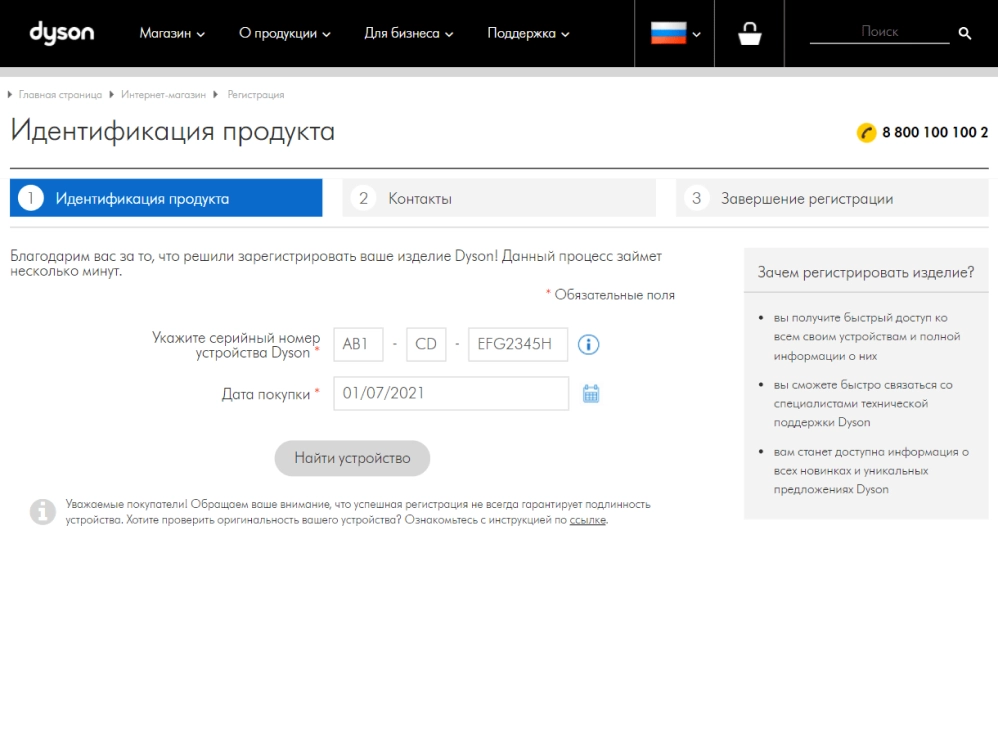 dyson
Магазин
О продукции
Для бизнеса
Поддержка
Поиск
Главная страница
Интернет-магазин
Регистрация
Идентификация продукта
8 800 100 100 2
1 Идентификация продукта
2 Контакты
3 Завершение регистрации
Благодарим вас за то, что решили зарегистрировать ваше изделие Dyson! Данный процесс займет
несколько минут.
* Обязательные поля
Укажите серийный номер
устройства Dyson *
AB1 - CD - EFG2345H
Дата покупки *
01/07/2021
Найти устройство
Уважаемые покупатели! Обращаем ваше внимание, что успешная регистрация не всегда гарантирует подлинность
устройства. Хотите проверить оригинальность вашего устройства? Ознакомьтесь с инструкцией по ссылке.
Зачем регистрировать изделие?
• вы получите быстрый доступ ко
всем своим устройствам и полной
информации о них
• вы сможете быстро связаться со
специалистами технической
поддержки Dyson
• вам станет доступна информация о
всех новинках и уникальных
предложениях Dyson